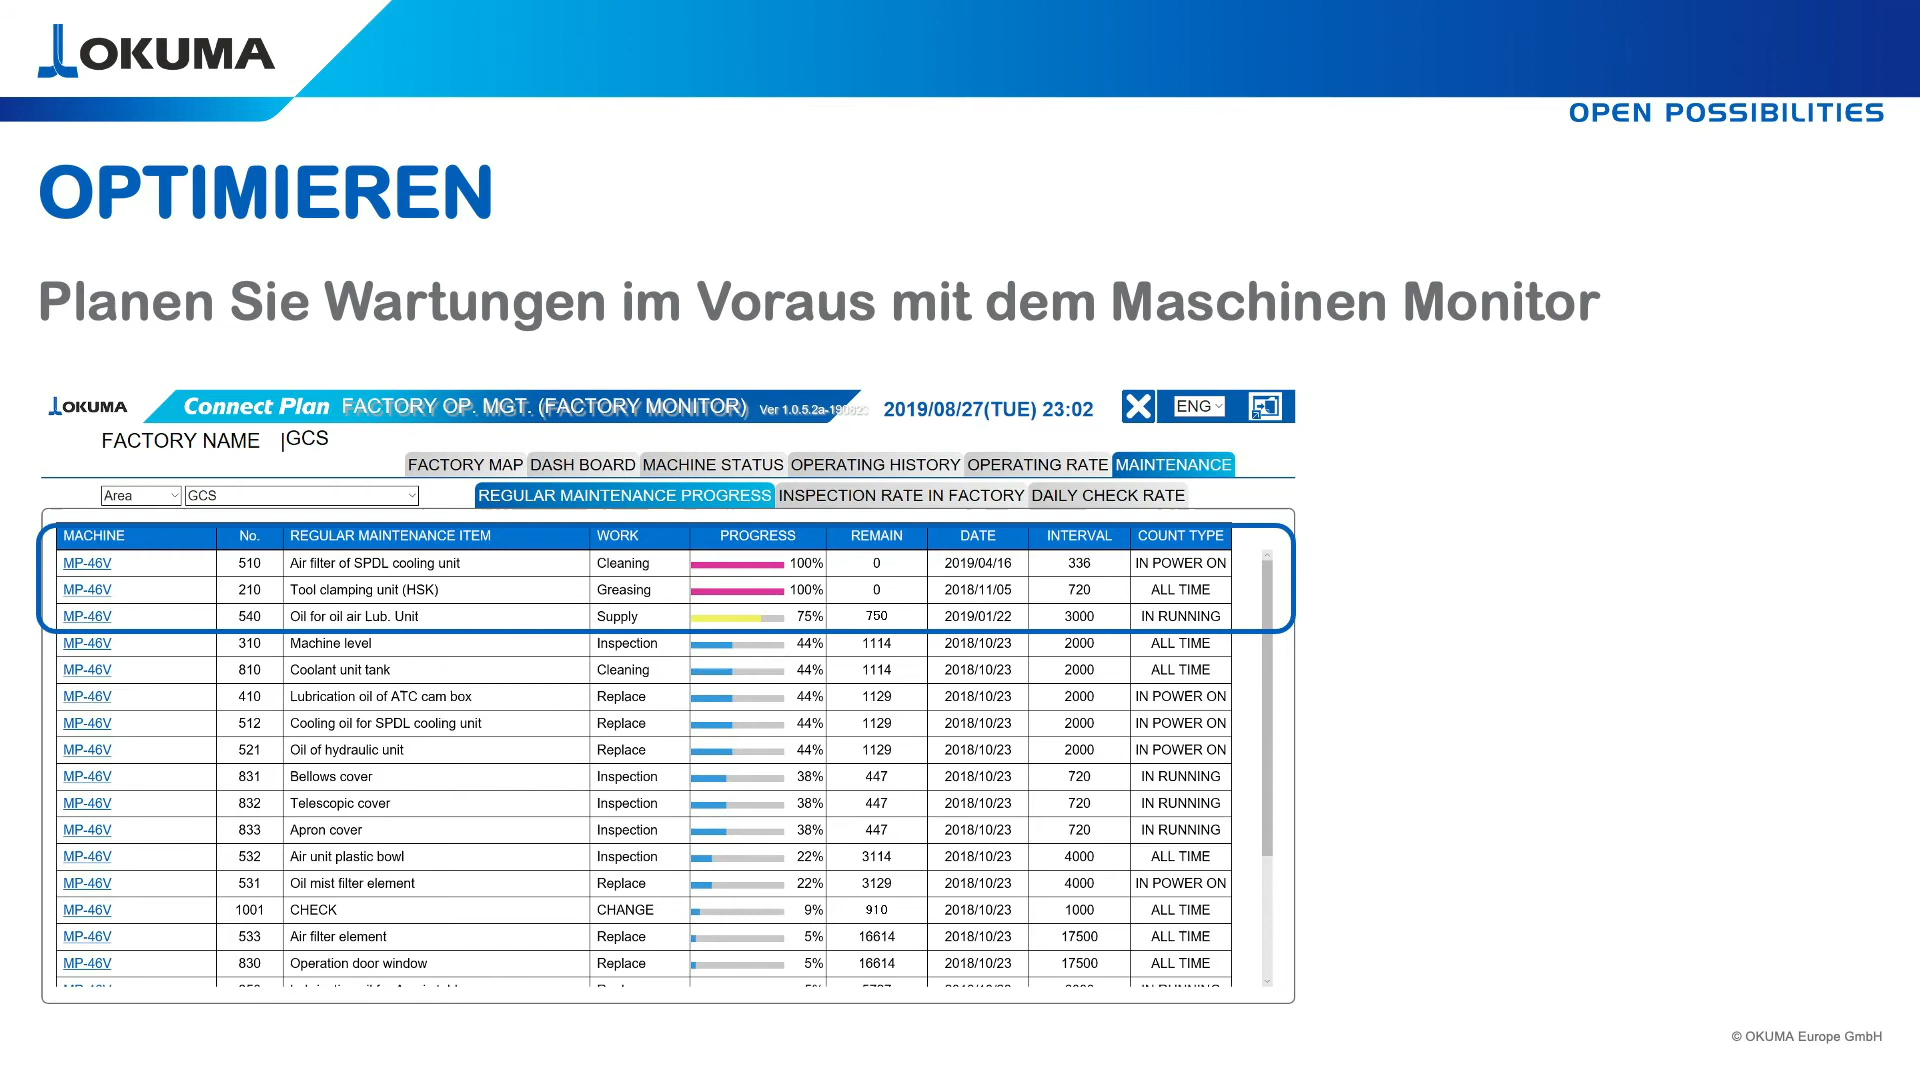 OKUMA
OPEN POSSIBILITIES
OPTIMIEREN
Planen Sie Wartungen im Voraus mit dem Maschinen Monitor
OKUMA Connect Plan FACTORY OP. MGT. (FACTORY MONITOR) Ver 1.0.5.2a 2019/08/27(TUE) 23:02 ENG
FACTORY NAME |GCS
FACTORY MAP DASH BOARD MACHINE STATUS OPERATING HISTORY OPERATING RATE MAINTENANCE
Area GCS REGULAR MAINTENANCE PROGRESS INSPECTION RATE IN FACTORY DAILY CHECK RATE
MACHINE No. REGULAR MAINTENANCE ITEM WORK PROGRESS REMAIN DATE INTERVAL COUNT TYPE
MP-46V 510 Air filter of SPDL cooling unit Cleaning 100% 0 2019/04/16 336 IN POWER ON
MP-46V 210 Tool clamping unit (HSK) Greasing 100% 0 2018/11/05 720 ALL TIME
MP-46V 540 Oil for oil air Lub. Unit Supply 75% 750 2019/01/22 3000 IN RUNNING
MP-46V 310 Machine level Inspection 44% 1114 2018/10/23 2000 ALL TIME
MP-46V 810 Coolant unit tank Cleaning 44% 1114 2018/10/23 2000 ALL TIME
MP-46V 410 Lubrication oil of ATC cam box Replace 44% 1129 2018/10/23 2000 IN POWER ON
MP-46V 512 Cooling oil for SPDL cooling unit Replace 44% 1129 2018/10/23 2000 IN POWER ON
MP-46V 521 Oil of hydraulic unit Replace 44% 1129 2018/10/23 2000 IN POWER ON
MP-46V 831 Bellows cover Inspection 38% 447 2018/10/23 720 IN RUNNING
MP-46V 832 Telescopic cover Inspection 38% 447 2018/10/23 720 IN RUNNING
MP-46V 833 Apron cover Inspection 38% 447 2018/10/23 720 IN RUNNING
MP-46V 532 Air unit plastic bowl Inspection 22% 3114 2018/10/23 4000 ALL TIME
MP-46V 531 Oil mist filter element Replace 22% 3129 2018/10/23 4000 IN POWER ON
MP-46V 1001 CHECK CHANGE 9% 910 2018/10/23 1000 ALL TIME
MP-46V 533 Air filter element Replace 5% 16614 2018/10/23 17500 ALL TIME
MP-46V 830 Operation door window Replace 5% 16614 2018/10/23 17500 ALL TIME
© OKUMA Europe GmbH